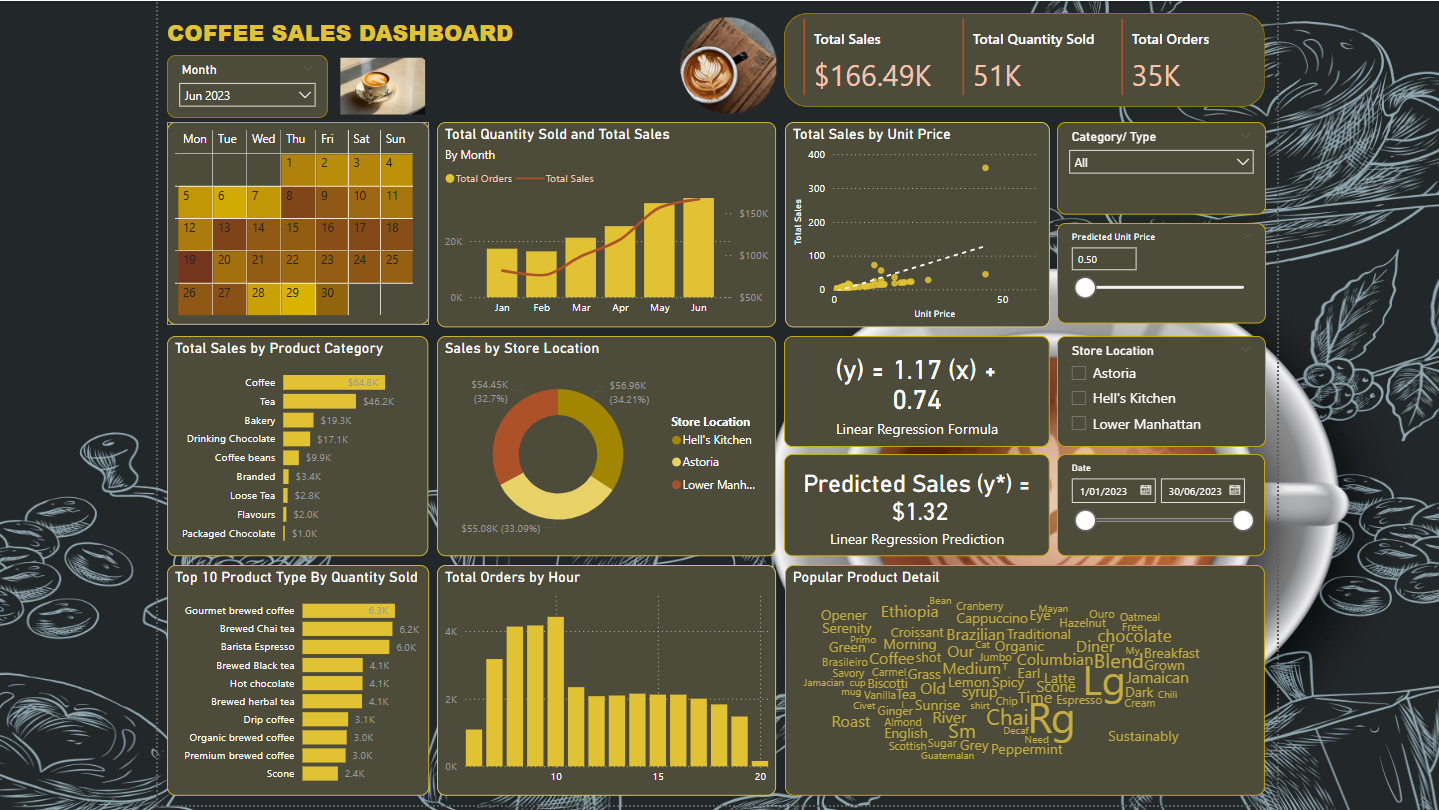 COFFEE SALES DASHBOARD
Month
Jun 2023
Total Sales
$166.49K
Total Quantity Sold
51K
Total Orders
35K
Mon Tue Wed Thu Fri Sat Sun
1 2 3 4
5 6 7 8 9 10 11
12 13 14 15 16 17 18
19 20 21 22 23 24 25
26 27 28 29 30
Total Quantity Sold and Total Sales
By Month
Total Orders Total Sales
$150K
20K
$100K
0K
$50K
Jan Feb Mar Apr May Jun
Total Sales by Unit Price
400
300
200
100
0
Total Sales
0 50
Unit Price
Category/ Type
All
Predicted Unit Price
0.50
Total Sales by Product Category
Coffee $64.8K
Tea $46.2K
Bakery $19.3K
Drinking Chocolate $17.1K
Coffee beans $9.9K
Branded $3.4K
Loose Tea $2.8K
Flavours $2.0K
Packaged Chocolate $1.0K
Sales by Store Location
$54.45K
(32.7%)
$56.96K
(34.21%)
$55.08K (33.09%)
Store Location
Hell's Kitchen
Astoria
Lower Manh...
(y) = 1.17 (x) +
0.74
Linear Regression Formula
Store Location
Astoria
Hell's Kitchen
Lower Manhattan
Predicted Sales (y*) =
$1.32
Linear Regression Prediction
Date
1/01/2023 30/06/2023
Top 10 Product Type By Quantity Sold
Gourmet brewed coffee 6.3K
Brewed Chai tea 6.2K
Barista Espresso 6.0K
Brewed Black tea 4.1K
Hot chocolate 4.1K
Brewed herbal tea 4.1K
Drip coffee 3.1K
Organic brewed coffee 3.0K
Premium brewed coffee 3.0K
Scone 2.4K
Total Orders by Hour
4K
2K
0K
10 15 20
Popular Product Detail
Bean Cranberry Mayan
Opener Ethiopia Cappuccino Eye Ouro Oatmeal
Serenity Hazelnut Free
Primo Croissant Brazilian Traditional chocolate
Green Morning Cat Organic Diner My Breakfast
Brasileiro Coffee shot Our Jumbo Columbian Blend Grown
Savory Carmel Grass Medium T Earl Latte Lg Jamaican
Jamacian cup Biscotti Old Lemon Spicy Scone Dark Chili
mug Vanilla Tea syrup Chip Time Espresso Cream
Civet Ginger Sunrise shirt
Roast Almond River Chai Rg
English Sm Decaf Sustainably
Scottish Sugar Grey Need Peppermint
Guatemalan